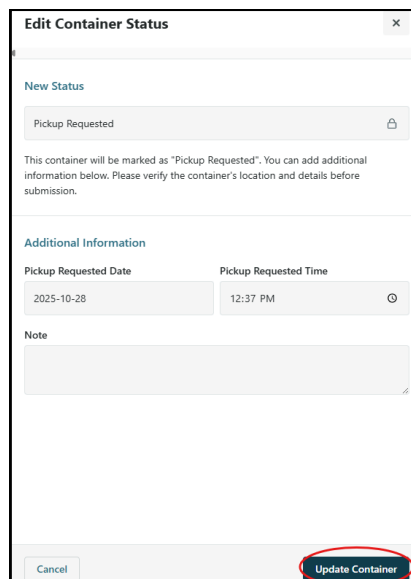 Edit Container Status
New Status
Pickup Requested
This container will be marked as "Pickup Requested". You can add additional
information below. Please verify the container's location and details before
submission.
Additional Information
Pickup Requested Date Pickup Requested Time
2025-10-28 12:37 PM
Note
Cancel Update Container